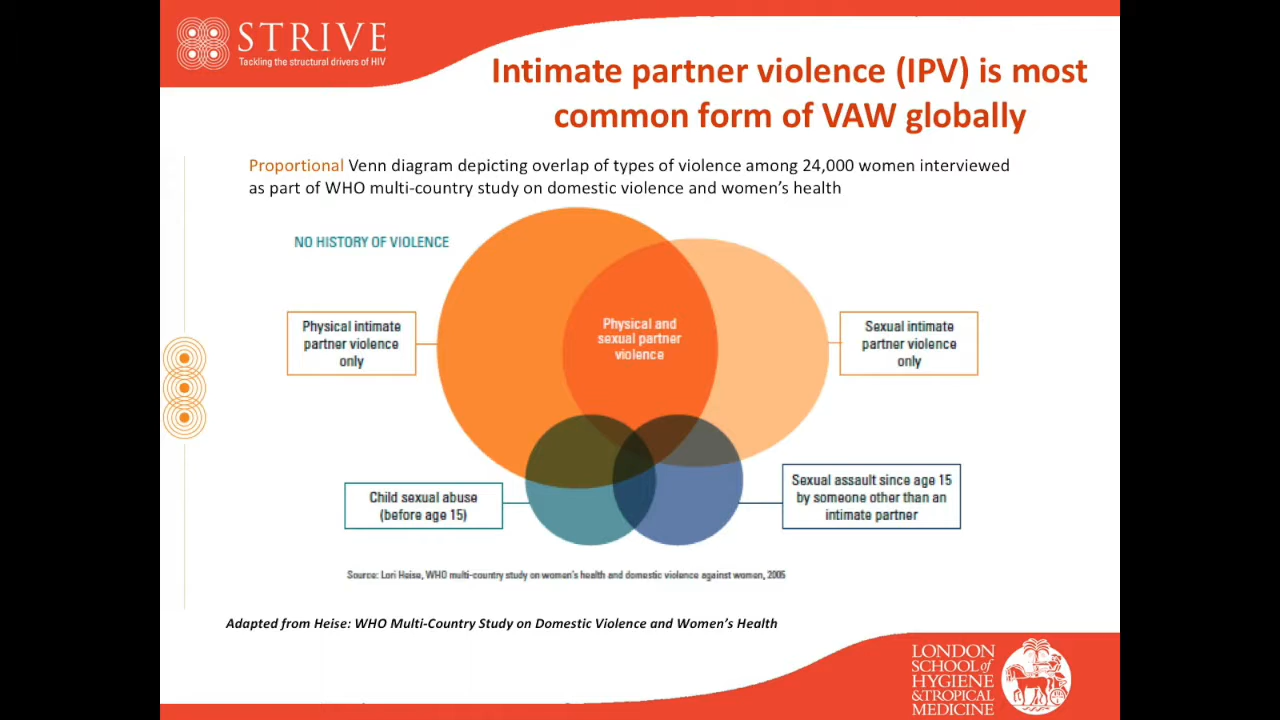 STRIVE
Tackling the structural drivers of HIV
Intimate partner violence (IPV) is most
common form of VAW globally
Proportional Venn diagram depicting overlap of types of violence among 24,000 women interviewed
as part of WHO multi-country study on domestic violence and women's health
NO HISTORY OF VIOLENCE
Physical intimate
partner violence
only
Physical and
sexual partner
violence
Sexual intimate
partner violence
only
Child sexual abuse
(before age 15)
Sexual assault since age 15
by someone other than an
intimate partner
Source: Lori Heise, WHO multi-country study on women's health and domestic violence against women, 2005
Adapted from Heise: WHO Multi-Country Study on Domestic Violence and Women's Health
LONDON
SCHOOL of
HYGIENE
& TROPICAL
MEDICINE